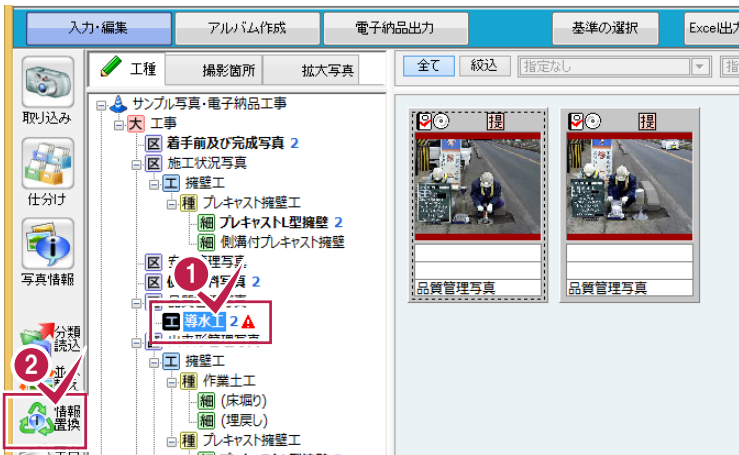 入力・編集
アルバム作成
電子納品出力
基準の選択
Excel出力
取り込み
仕分け
写真情報
分類
読込
情報
置換
工種
撮影箇所
拡大写真
サンプル写真・電子納品工事
大 工事
区 着手前及び完成写真 2
区 施工状況写真
工 擁壁工
種 プレキャスト擁壁工
細 プレキャストL型擁壁 2
細 側溝付プレキャスト擁壁
区
区 2
1
工 導水工 2
工 擁壁工
種 作業土工
細 (床堀り)
細 (埋戻し)
種 プレキャスト擁壁工
2
全て
絞込
指定なし
指
提
品質管理写真
提
品質管理写真